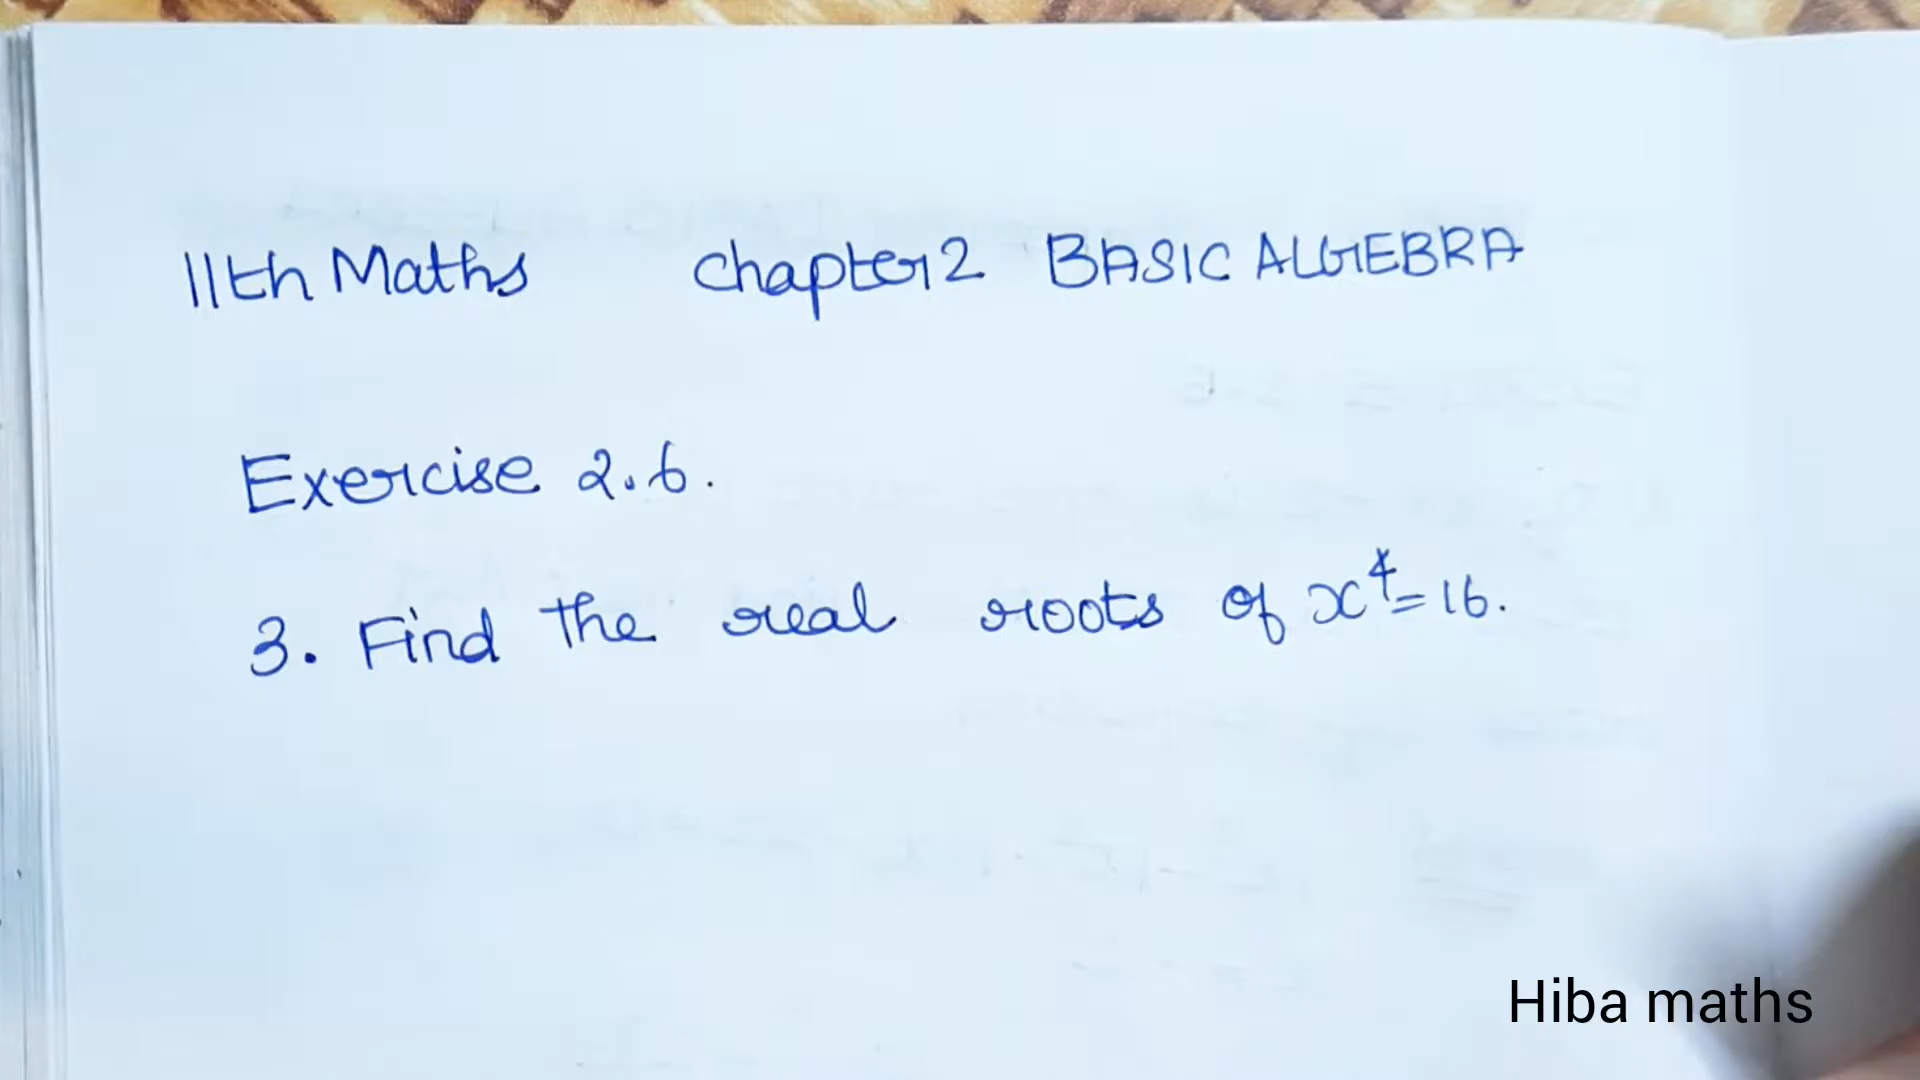 11th Maths chapter 2 BASIC ALGEBRA
Exercise 2.6.
3. Find the real roots of x⁴=16.
Hiba maths